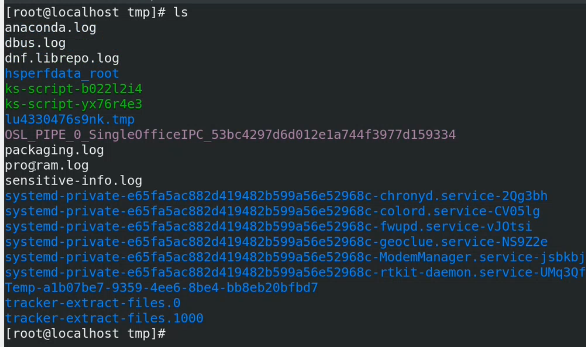 [root@localhost tmp]# ls
anaconda.log
dbus.log
dnf.librepo.log
hsperfdata_root
ks-script-b022l2i4
ks-script-yx76r4e3
lu4330476s9nk.tmp
OSL_PIPE_0_SingleOfficeIPC_53bc4297d6d012e1a744f3977d159334
packaging.log
program.log
sensitive-info.log
systemd-private-e65fa5ac882d419482b599a56e52968c-chronyd.service-2Qg3bh
systemd-private-e65fa5ac882d419482b599a56e52968c-colord.service-CV05lg
systemd-private-e65fa5ac882d419482b599a56e52968c-fwupd.service-vJOtsi
systemd-private-e65fa5ac882d419482b599a56e52968c-geoclue.service-NS9Z2e
systemd-private-e65fa5ac882d419482b599a56e52968c-ModemManager.service-jsbkbj
systemd-private-e65fa5ac882d419482b599a56e52968c-rtkit-daemon.service-UMq3Qf
Temp-a1b07be7-9359-4ee6-8be4-bb8eb20bfbd7
tracker-extract-files.0
tracker-extract-files.1000
[root@localhost tmp]#